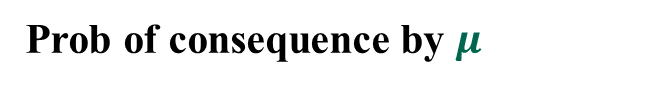 Prob of consequence by μ